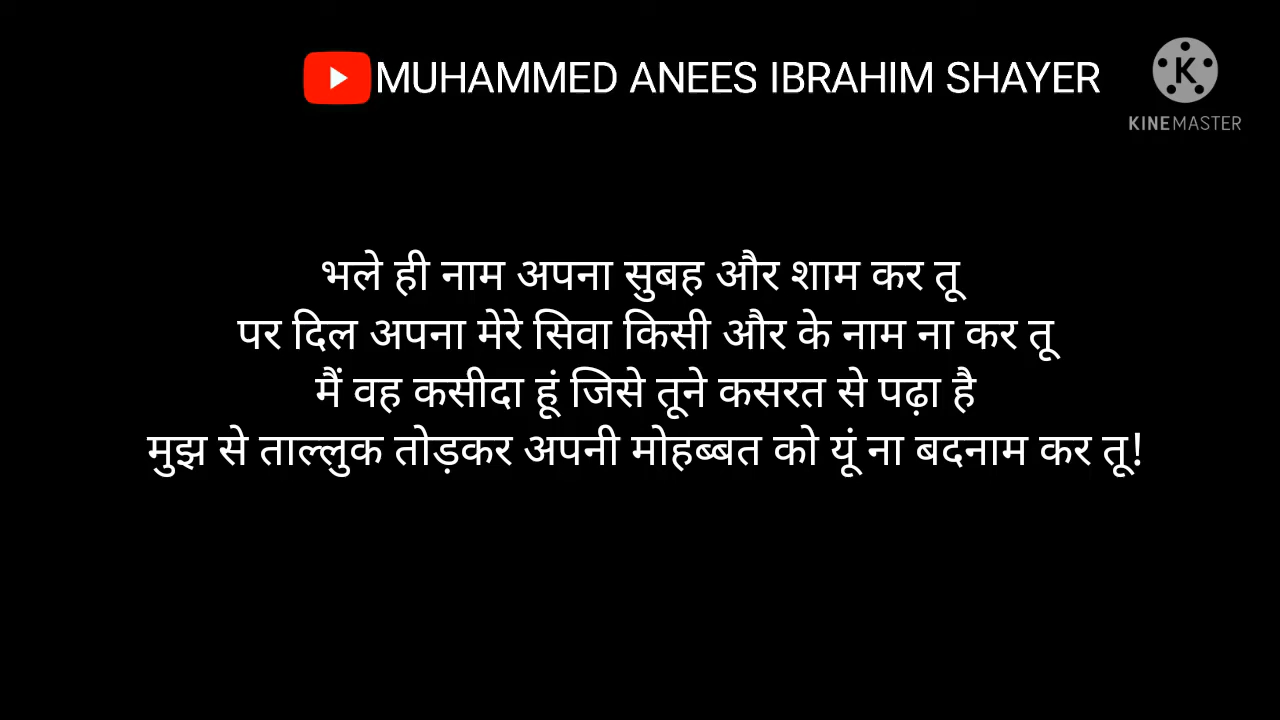 MUHAMMED ANEES IBRAHIM SHAYER
K
KINEMASTER
भले ही नाम अपना सुबह और शाम कर तू
पर दिल अपना मेरे सिवा किसी और के नाम ना कर तू
मैं वह कसीदा हूं जिसे तूने कसरत से पढ़ा है
मुझ से ताल्लुक तोड़कर अपनी मोहब्बत को यूं ना बदनाम कर तू!